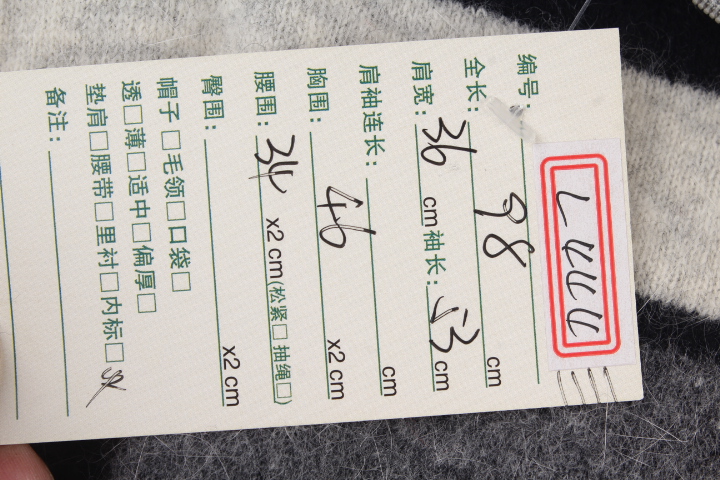 编号:
L444
全长: 98 cm
肩宽: 36 cm 袖长: 53 cm
肩袖连长: cm
胸围: 46 x2 cm
腰围: 34 x2 cm (松紧□ 抽绳□)
臀围: x2 cm
帽子□毛领□口袋□
透□薄□适中□偏厚□
垫肩□腰带□里衬□内标□
备注: